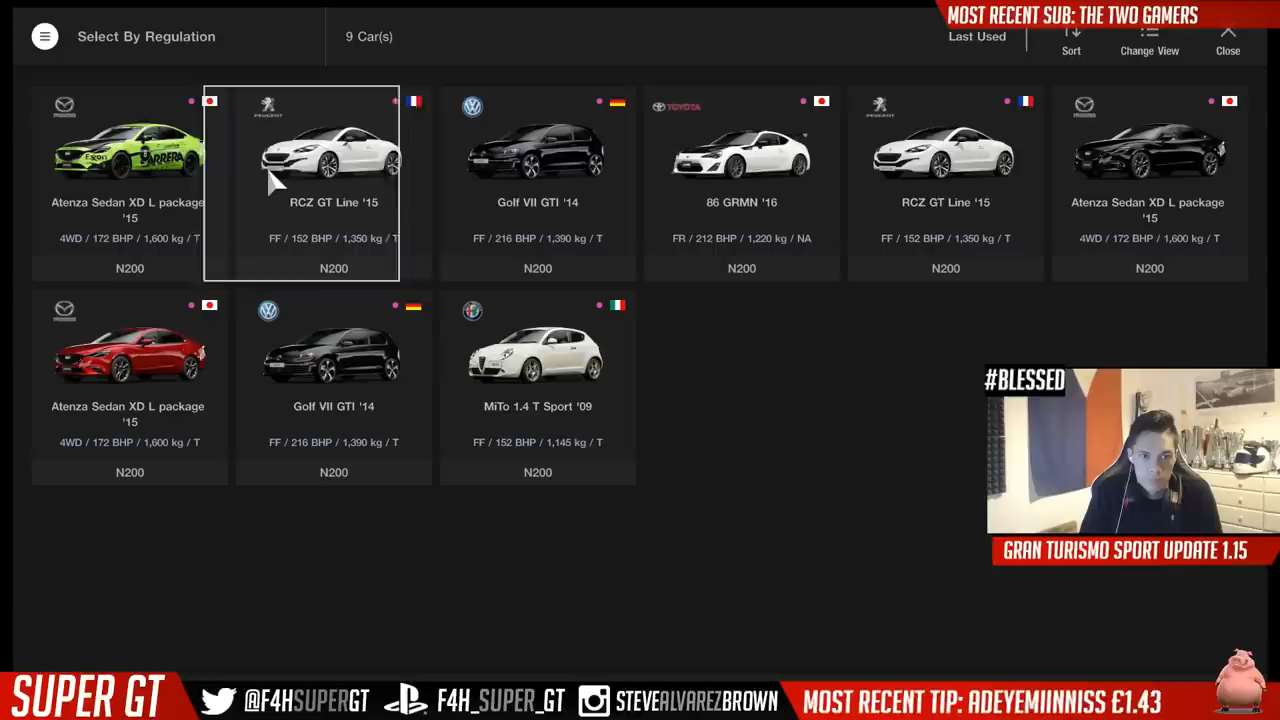 MOST RECENT SUB: THE TWO GAMERS
Select By Regulation
9 Car(s)
Last Used
Sort
Change View
Close
Atenza Sedan XD L package '15
4WD / 172 BHP / 1,600 kg / T
N200
PEUGEOT
RCZ GT Line '15
FF / 152 BHP / 1,350 kg / T
N200
Golf VII GTI '14
FF / 216 BHP / 1,390 kg / T
N200
TOYOTA
86 GRMN '16
FR / 212 BHP / 1,220 kg / NA
N200
PEUGEOT
RCZ GT Line '15
FF / 152 BHP / 1,350 kg / T
N200
Atenza Sedan XD L package '15
4WD / 172 BHP / 1,600 kg / T
N200
Atenza Sedan XD L package '15
4WD / 172 BHP / 1,600 kg / T
N200
Golf VII GTI '14
FF / 216 BHP / 1,390 kg / T
N200
MiTo 1.4 T Sport '09
FF / 152 BHP / 1,145 kg / T
N200
#BLESSED
GRAN TURISMO SPORT UPDATE 1.15
SUPER GT
@F4HSUPERGT
F4H_SUPER_GT
STEVEALVAREZBROWN
MOST RECENT TIP: ADEYEMIINNISS £1.43